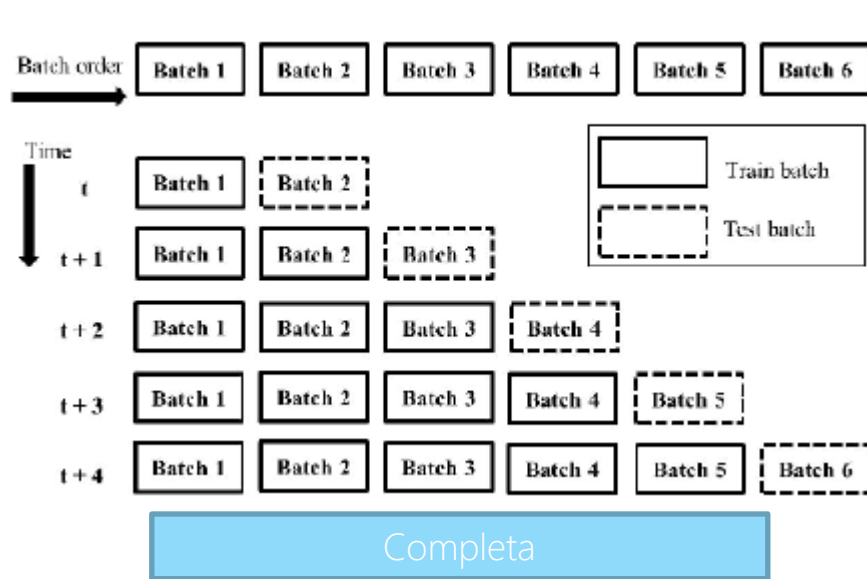 Batch order Batch 1 Batch 2 Batch 3 Batch 4 Batch 5 Batch 6
Time
t Batch 1 Batch 2
Train batch
Test batch
t + 1 Batch 1 Batch 2 Batch 3
t + 2 Batch 1 Batch 2 Batch 3 Batch 4
t + 3 Batch 1 Batch 2 Batch 3 Batch 4 Batch 5
t + 4 Batch 1 Batch 2 Batch 3 Batch 4 Batch 5 Batch 6
Completa